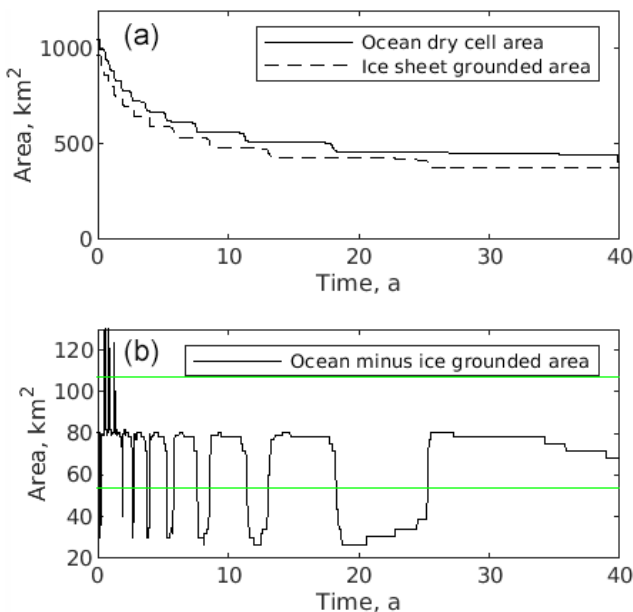 (a)
Ocean dry cell area
Ice sheet grounded area
Area, km²
1000
500
0
0 10 20 30 40
Time, a
(b)
Ocean minus ice grounded area
Area, km²
120
100
80
60
40
20
0 10 20 30 40
Time, a